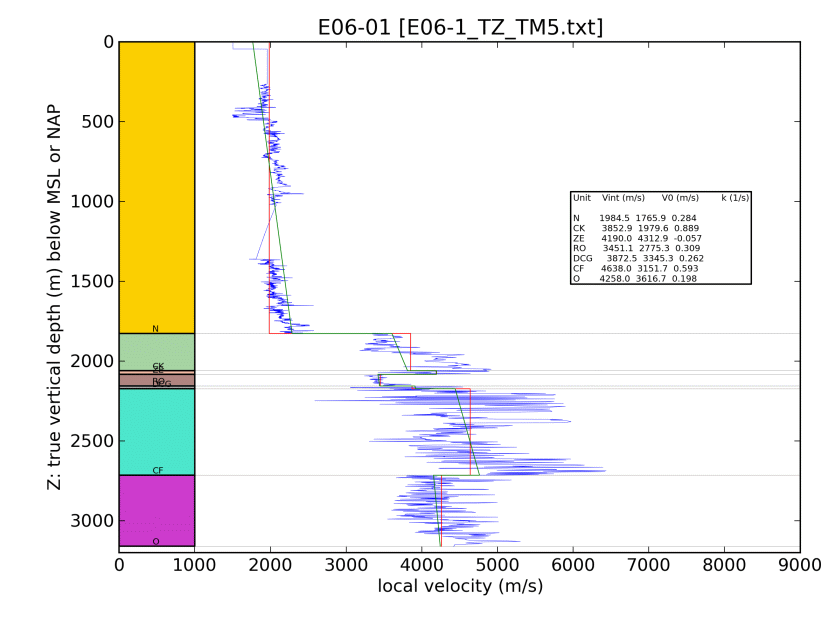 E06-01 [E06-1_TZ_TM5.txt]
Z: true vertical depth (m) below MSL or NAP
0
500
1000
1500
2000
2500
3000
N
CK
ZE
RO
DCG
CF
O
Unit Vint (m/s) V0 (m/s) k (1/s)
N 1984.5 1765.9 0.284
CK 3852.9 1979.6 0.889
ZE 4190.0 4312.9 -0.057
RO 3451.1 2775.3 0.309
DCG 3872.5 3345.3 0.262
CF 4638.0 3151.7 0.593
O 4258.0 3616.7 0.198
0 1000 2000 3000 4000 5000 6000 7000 8000 9000
local velocity (m/s)